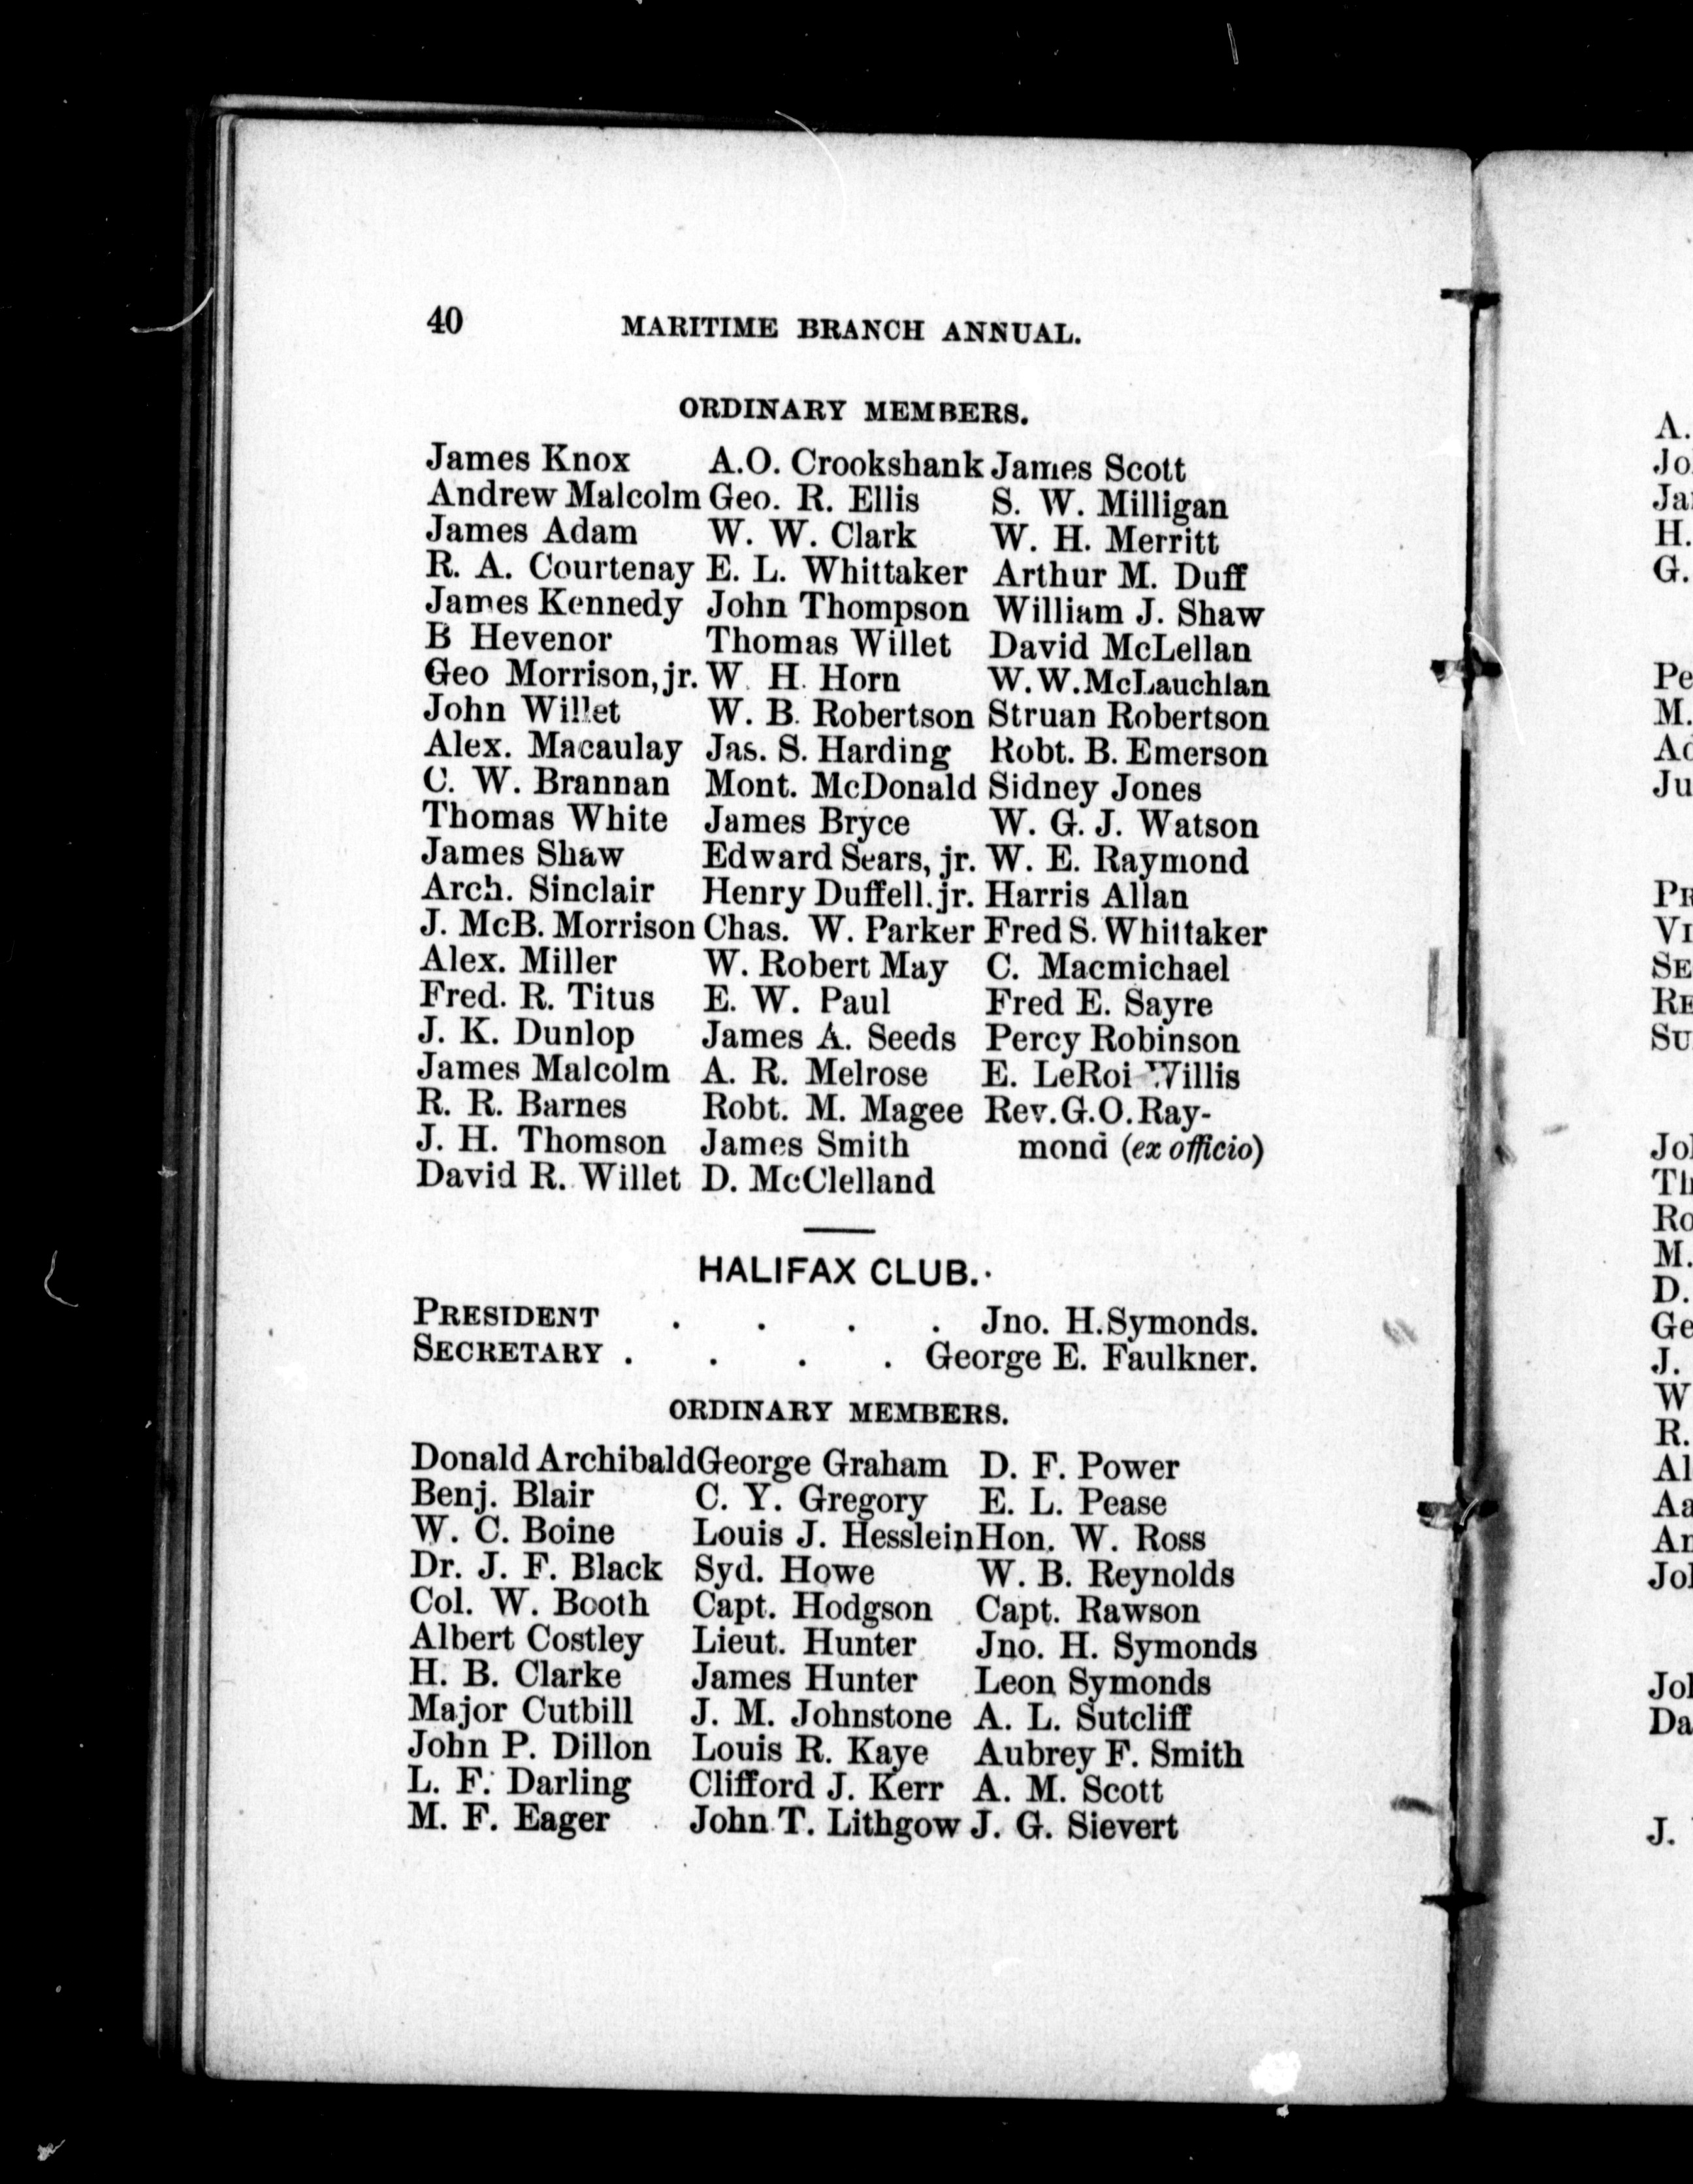 40 MARITIME BRANCH ANNUAL.
ORDINARY MEMBERS.
James Knox A.O. Crookshank James Scott
Andrew Malcolm Geo. R. Ellis S. W. Milligan
James Adam W. W. Clark W. H. Merritt
R. A. Courtenay E. L. Whittaker Arthur M. Duff
James Kennedy John Thompson William J. Shaw
B Hevenor Thomas Willet David McLellan
Geo Morrison, jr. W. H. Horn W.W.McLauchlan
John Willet W. B. Robertson Struan Robertson
Alex. Macaulay Jas. S. Harding Robt. B. Emerson
C. W. Brannan Mont. McDonald Sidney Jones
Thomas White James Bryce W. G. J. Watson
James Shaw Edward Sears, jr. W. E. Raymond
Arch. Sinclair Henry Duffell.jr. Harris Allan
J. McB. Morrison Chas. W. Parker Fred S. Whittaker
Alex. Miller W. Robert May C. Macmichael
Fred. R. Titus E. W. Paul Fred E. Sayre
J. K. Dunlop James A. Seeds Percy Robinson
James Malcolm A. R. Melrose E. LeRoi Willis
R. R. Barnes Robt. M. Magee Rev.G.O.Ray-
J. H. Thomson James Smith mond (ex officio)
David R. Willet D. McClelland
HALIFAX CLUB.
PRESIDENT . . . . Jno. H.Symonds.
SECRETARY . . . . George E. Faulkner.
ORDINARY MEMBERS.
Donald Archibald George Graham D. F. Power
Benj. Blair C. Y. Gregory E. L. Pease
W. C. Boine Louis J. Hesslein Hon. W. Ross
Dr. J. F. Black Syd. Howe W. B. Reynolds
Col. W. Booth Capt. Hodgson Capt. Rawson
Albert Costley Lieut. Hunter Jno. H. Symonds
H. B. Clarke James Hunter Leon Symonds
Major Cutbill J. M. Johnstone A. L. Sutcliff
John P. Dillon Louis R. Kaye Aubrey F. Smith
L. F. Darling Clifford J. Kerr A. M. Scott
M. F. Eager John T. Lithgow J. G. Sievert